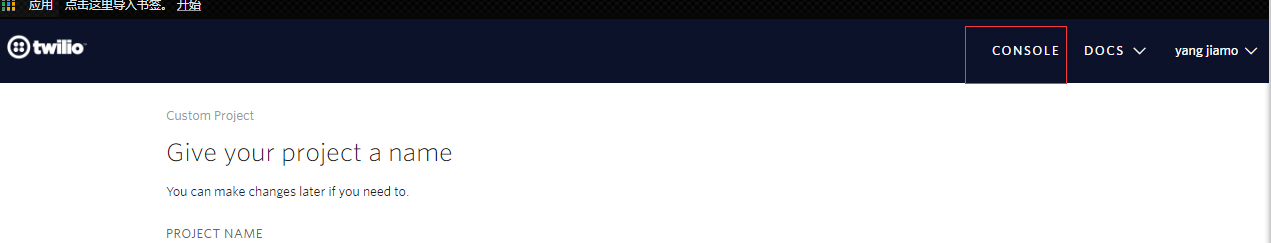 应用 点击这里导入书签。 开始
twilio CONSOLE DOCS yang jiamo
Custom Project
Give your project a name
You can make changes later if you need to.
PROJECT NAME